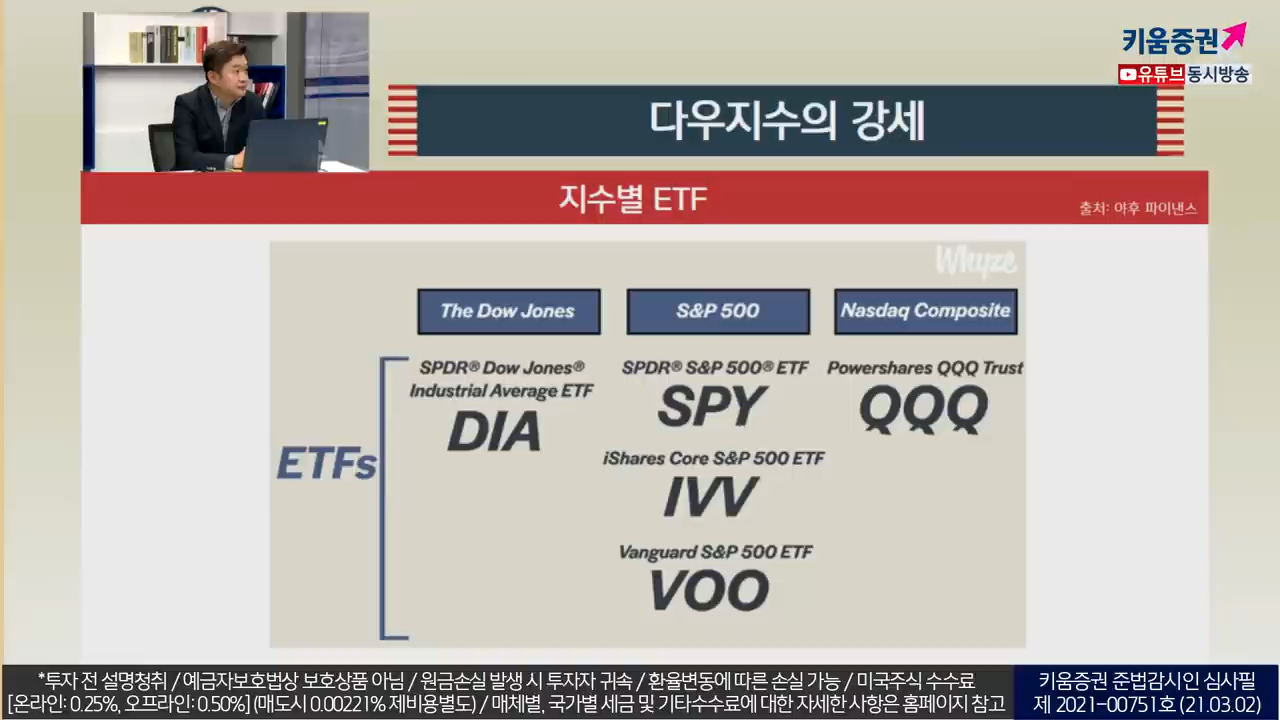 키움증권
유튜브 동시방송
다우지수의 강세
지수별 ETF
출처: 야후 파이낸스
Whyze
The Dow Jones
S&P 500
Nasdaq Composite
SPDR® Dow Jones®
Industrial Average ETF
DIA
SPDR® S&P 500® ETF
SPY
Powershares QQQ Trust
QQQ
iShares Core S&P 500 ETF
IVV
Vanguard S&P 500 ETF
VOO
ETFs
*투자 전 설명청취 / 예금자보호법상 보호상품 아님 / 원금손실 발생 시 투자자 귀속 / 환율변동에 따른 손실 가능 / 미국주식 수수료
[온라인: 0.25%, 오프라인: 0.50%] (매도시 0.00221% 제비용별도) / 매체별, 국가별 세금 및 기타수수료에 대한 자세한 사항은 홈페이지 참고
키움증권 준법감시인 심사필
제 2021-00751호 (21.03.02)